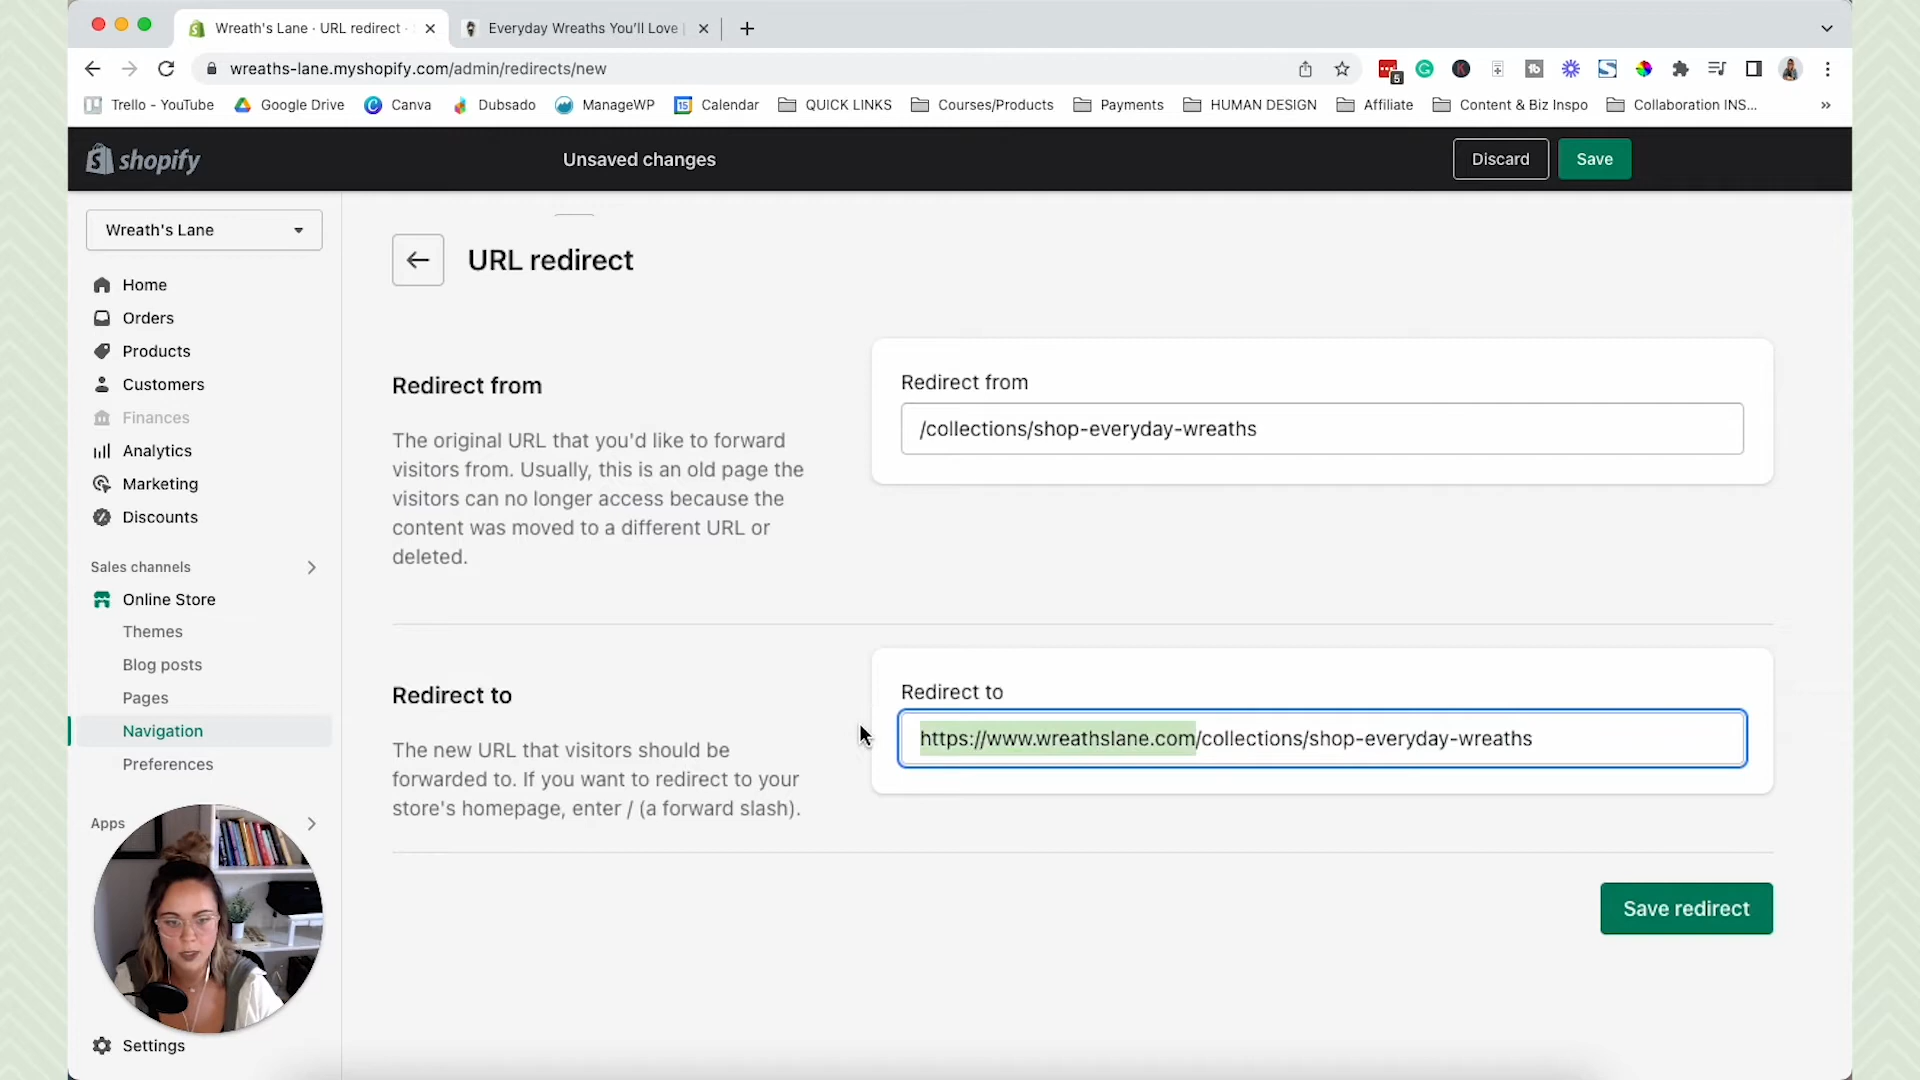 Wreath's Lane · URL redirect ·
Everyday Wreaths You'll Love
wreaths-lane.myshopify.com/admin/redirects/new
5
Trello - YouTube
Google Drive
Canva
Dubsado
ManageWP
15
Calendar
QUICK LINKS
Courses/Products
Payments
HUMAN DESIGN
Affiliate
Content & Biz Inspo
Collaboration INS...
»
shopify
Unsaved changes
Discard
Save
Wreath's Lane
Home
Orders
Products
Customers
Finances
Analytics
Marketing
Discounts
Sales channels
Online Store
Themes
Blog posts
Pages
Navigation
Preferences
Apps
Settings
URL redirect
Redirect from
The original URL that you'd like to forward
visitors from. Usually, this is an old page the
visitors can no longer access because the
content was moved to a different URL or
deleted.
Redirect from
/collections/shop-everyday-wreaths
Redirect to
The new URL that visitors should be
forwarded to. If you want to redirect to your
store's homepage, enter / (a forward slash).
Redirect to
https://www.wreathslane.com/collections/shop-everyday-wreaths
Save redirect